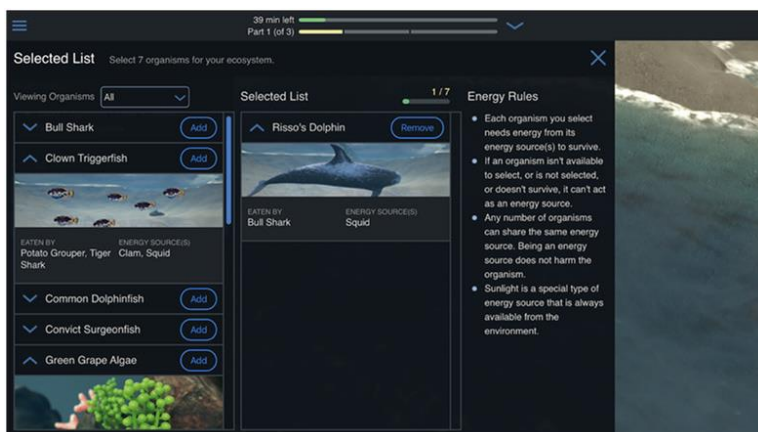 39 min left
Part 1 (of 3)
Selected List
Select 7 organisms for your ecosystem.
Viewing Organisms
All
Bull Shark
Add
Clown Triggerfish
Add
EATEN BY
Potato Grouper, Tiger
Shark
ENERGY SOURCE(S)
Clam, Squid
Common Dolphinfish
Add
Convict Surgeonfish
Add
Green Grape Algae
Add
Selected List
1 / 7
Risso's Dolphin
Remove
EATEN BY
Bull Shark
ENERGY SOURCE(S)
Squid
Energy Rules
Each organism you select
needs energy from its
energy source(s) to survive.
If an organism isn't available
to select, or is not selected,
or doesn't survive, it can't act
as an energy source.
Any number of organisms
can share the same energy
source. Being an energy
source does not harm the
organism.
Sunlight is a special type of
energy source that is always
available from the
environment.